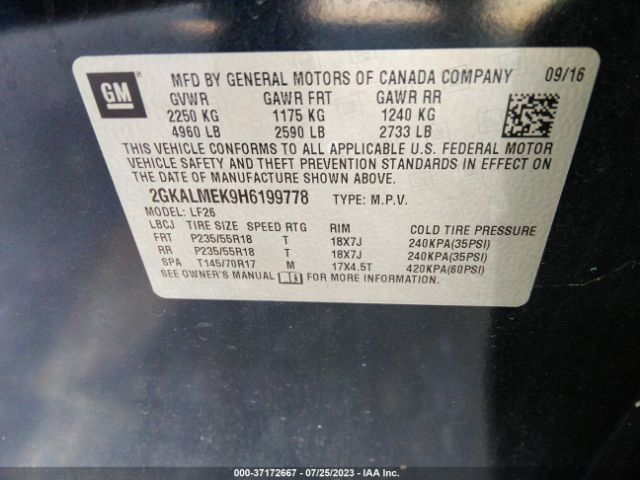 GM
MFD BY GENERAL MOTORS OF CANADA COMPANY 09/16
GVWR GAWR FRT GAWR RR
2250 KG 1175 KG 1240 KG
4960 LB 2590 LB 2733 LB
THIS VEHICLE CONFORMS TO ALL APPLICABLE U.S. FEDERAL MOTOR
VEHICLE SAFETY AND THEFT PREVENTION STANDARDS IN EFFECT ON
THE DATE OF MANUFACTURE SHOWN ABOVE.
2GKALMEK9H6199778 TYPE: M.P.V.
MODEL: LF26
LBCJ TIRE SIZE SPEED RTG RIM COLD TIRE PRESSURE
FRT P235/55R18 T 18X7J 240KPA(35PSI)
RR P235/55R18 T 18X7J 240KPA(35PSI)
SPA T145/70R17 M 17X4.5T 420KPA(60PSI)
SEE OWNER'S MANUAL FOR MORE INFORMATION.
000-37172667 - 07/25/2023 - IAA Inc.